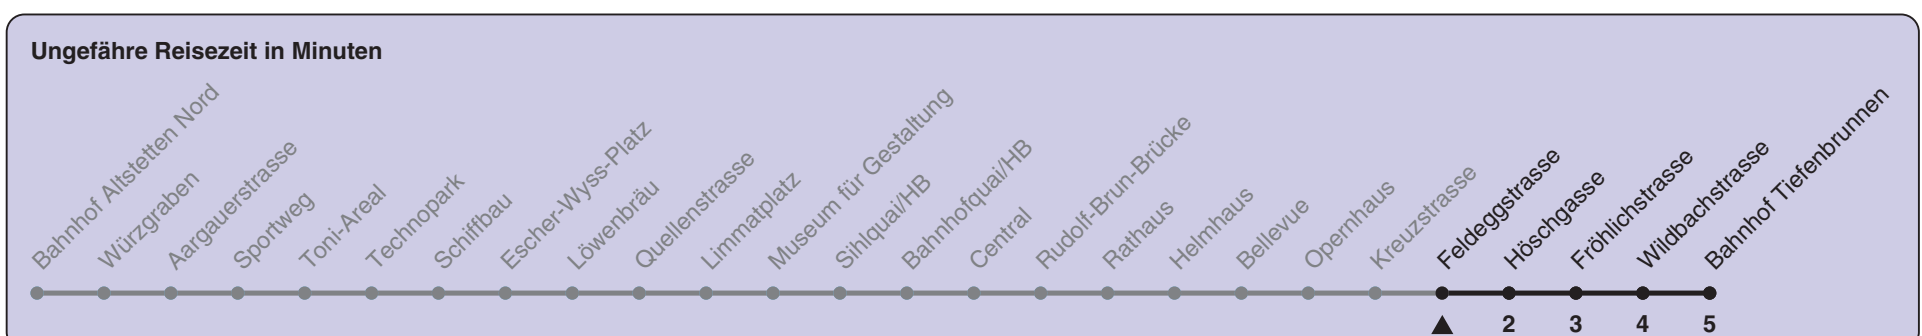 Ungefähre Reisezeit in Minuten
Bahnhof Altstetten Nord
Würzgraben
Aargauerstrasse
Sportweg
Toni-Areal
Technopark
Schiffbau
Escher-Wyss-Platz
Löwenbräu
Quellenstrasse
Limmatplatz
Museum für Gestaltung
Sihlquai/HB
Bahnhofquai/HB
Central
Rudolf-Brun-Brücke
Rathaus
Helmhaus
Bellevue
Opernhaus
Kreuzstrasse
Feldeggstrasse
Höschgasse
Fröhlichstrasse
Wildbachstrasse
Bahnhof Tiefenbrunnen
2 3 4 5